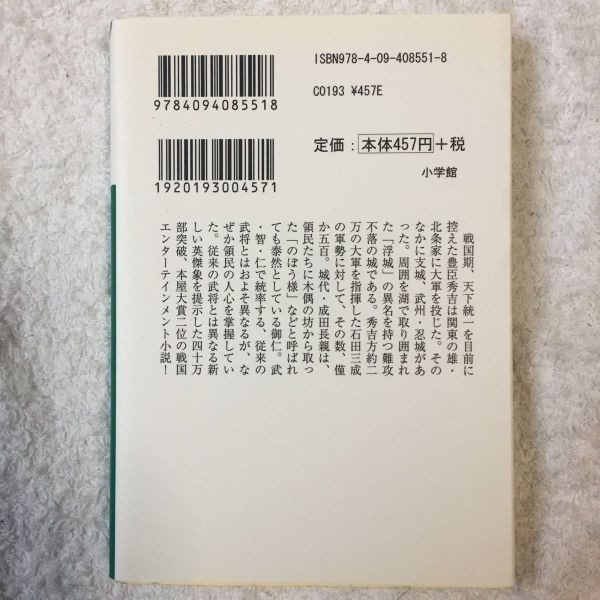 ISBN978-4-09-408551-8
9784094085518
C0193 ¥457E
定価：本体457円＋税
1920193004571
小学館
戦国期、天下統一を目前に
控えた豊臣秀吉は関東の雄・
北条家に大軍を投じた。その
なかに支城、武州・忍城があ
った。周囲を湖で取り囲まれ
た「浮城」の異名を持つ難攻
不落の城である。秀吉方約二
万の大軍を指揮した石田三成
の軍勢に対して、その数、僅
か五百。城代・成田長親は、
領民たちに木偶の坊から取っ
た「のぼう様」などと呼ばれ
ても泰然としている御仁。武
・智・仁で統率する、従来の
武将とはおよそ異なるが、な
ぜか領民の人心を掌握してい
た。従来の武将とは異なる新
しい英傑象を提示した四十万
部突破、本屋大賞二位の戦国
エンターテインメント小説！